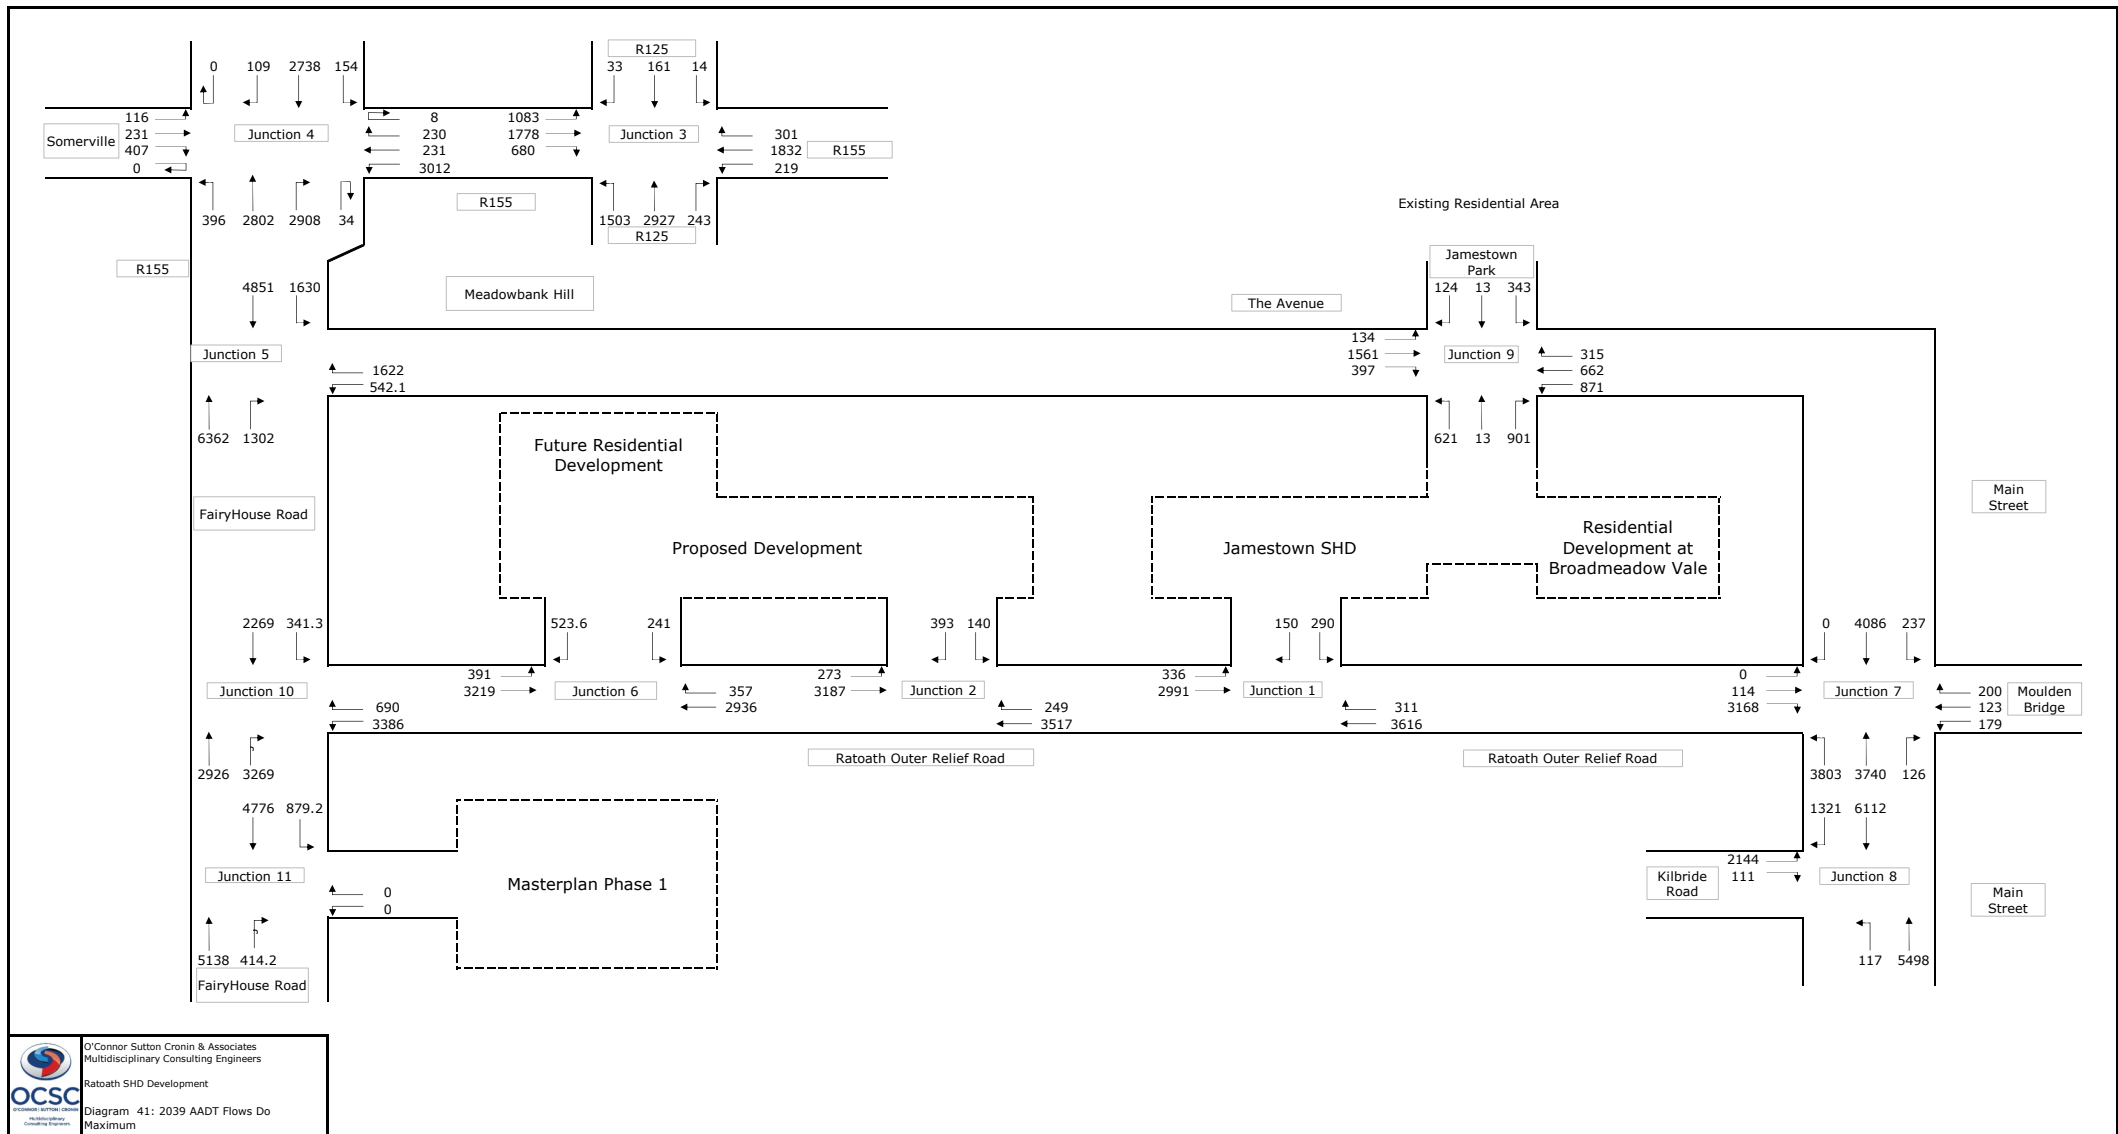 R125
0 109 2738 154
33 161 14
116
231
407
0
Somerville
Junction 4
8
230
231
3012
1083
1778
680
Junction 3
301
1832
219
R155
396 2802 2908 34
R155
1503 2927 243
R125
Existing Residential Area
R155
4851 1630
Meadowbank Hill
The Avenue
Jamestown
Park
124 13 343
Junction 5
1622
542.1
134
1561
397
Junction 9
315
662
871
6362 1302
621 13 901
Future Residential
Development
FairyHouse Road
Proposed Development
Jamestown SHD
Residential
Development at
Broadmeadow Vale
Main
Street
2269 341.3
523.6 241
393 140
150 290
0 4086 237
Junction 10
690
3386
391
3219
Junction 6
357
2936
273
3187
Junction 2
249
3517
336
2991
Junction 1
311
3616
0
114
3168
Junction 7
200
123
179
Moulden
Bridge
2926 3269
Ratoath Outer Relief Road
Ratoath Outer Relief Road
3803 3740 126
4776 879.2
1321 6112
Junction 11
0
0
Masterplan Phase 1
2144
111
Kilbride
Road
Junction 8
Main
Street
5138 414.2
117 5498
FairyHouse Road
O'Connor Sutton Cronin & Associates
Multidisciplinary Consulting Engineers
Ratoath SHD Development
Diagram 41: 2039 AADT Flows Do
Maximum
OCSC
O'CONNOR | SUTTON | CRONIN
Multidisciplinary
Consulting Engineers